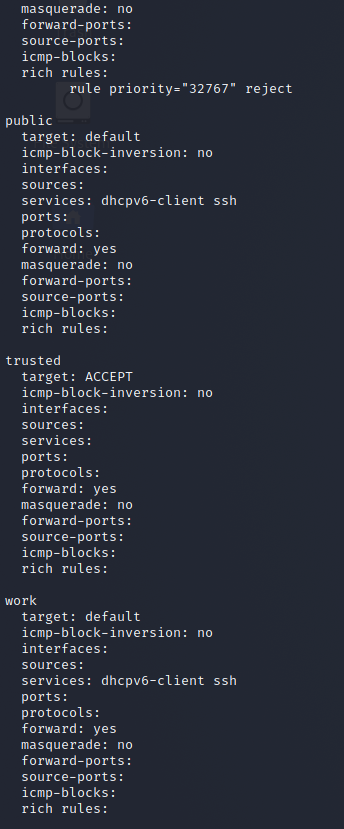 masquerade: no
forward-ports:
source-ports:
icmp-blocks:
rich rules:
rule priority="32767" reject
public
target: default
icmp-block-inversion: no
interfaces:
sources:
services: dhcpv6-client ssh
ports:
protocols:
forward: yes
masquerade: no
forward-ports:
source-ports:
icmp-blocks:
rich rules:
trusted
target: ACCEPT
icmp-block-inversion: no
interfaces:
sources:
services:
ports:
protocols:
forward: yes
masquerade: no
forward-ports:
source-ports:
icmp-blocks:
rich rules:
work
target: default
icmp-block-inversion: no
interfaces:
sources:
services: dhcpv6-client ssh
ports:
protocols:
forward: yes
masquerade: no
forward-ports:
source-ports:
icmp-blocks:
rich rules: